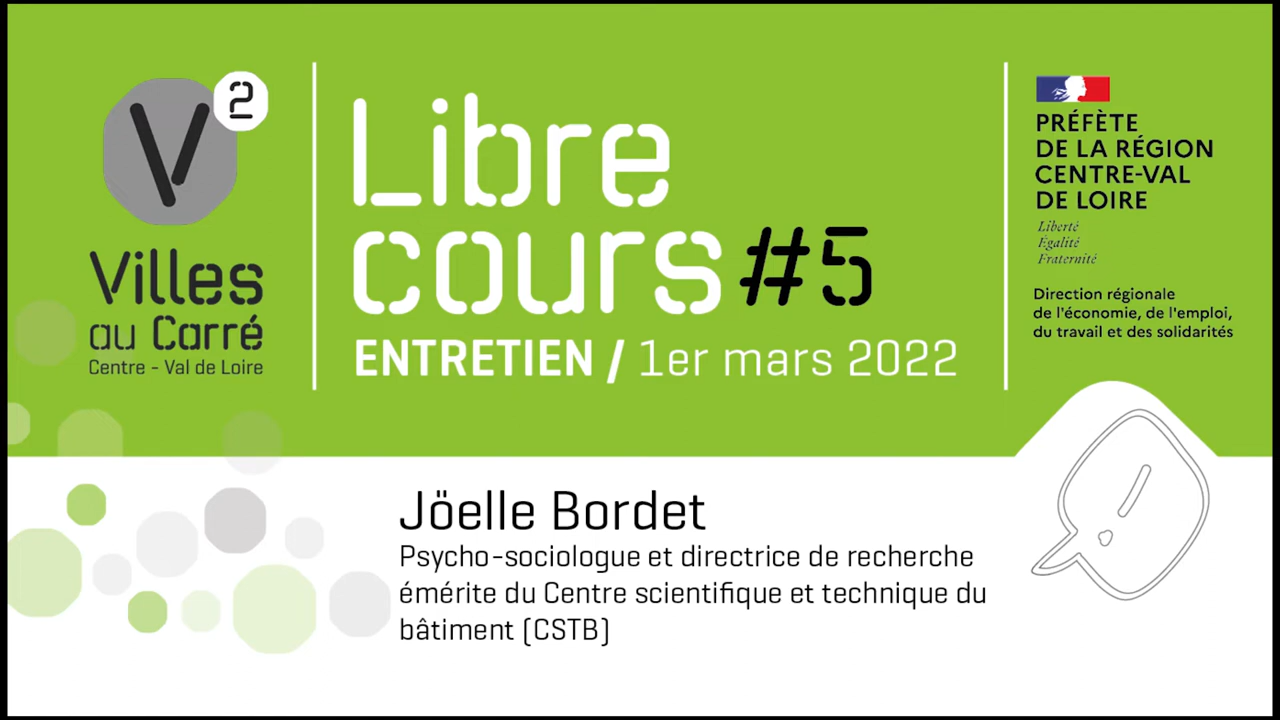 V2
Villes
au Carré
Centre - Val de Loire
Libre
cours #5
ENTRETIEN / 1er mars 2022
PRÉFÈTE
DE LA RÉGION
CENTRE-VAL
DE LOIRE
Liberté
Égalité
Fraternité
Direction régionale
de l'économie, de l'emploi,
du travail et des solidarités
Jöelle Bordet
Psycho-sociologue et directrice de recherche
émérite du Centre scientifique et technique du
bâtiment (CSTB)